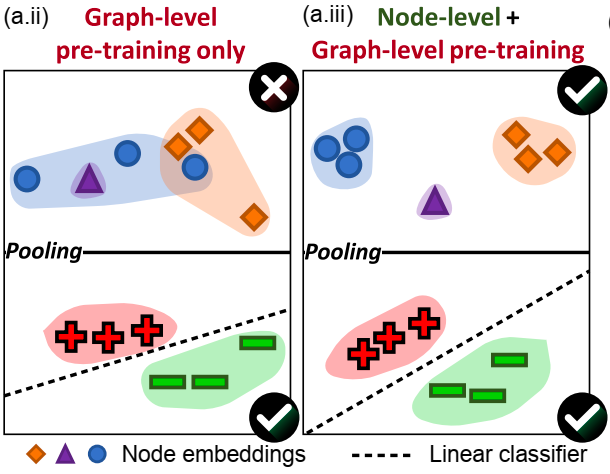 (a.ii)
Graph-level
pre-training only
Pooling
(a.iii)
Node-level +
Graph-level pre-training
Pooling
Node embeddings
Linear classifier